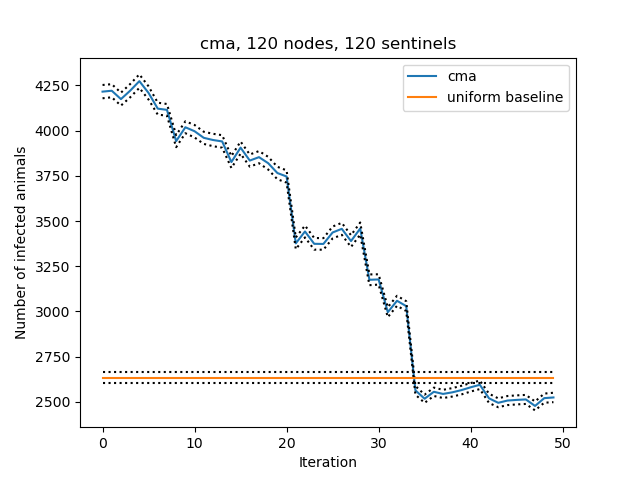 cma, 120 nodes, 120 sentinels
cma
uniform baseline
Number of infected animals
4250
4000
3750
3500
3250
3000
2750
2500
0 10 20 30 40 50
Iteration